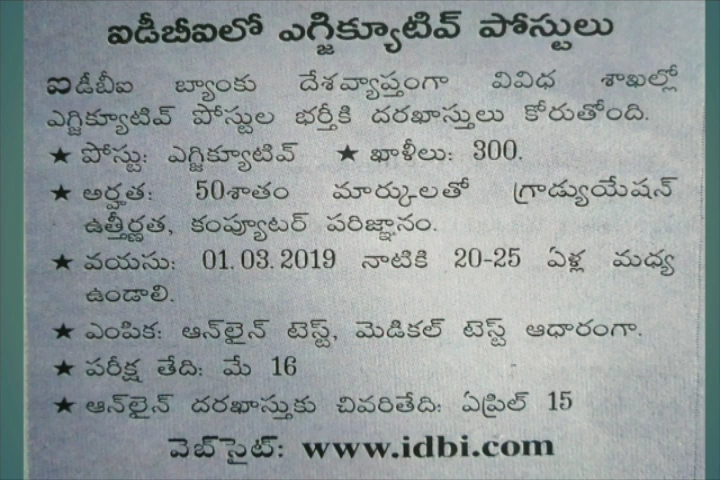 ఐడీబీఐలో ఎగ్జిక్యూటివ్ పోస్టులు
ఐడీబీఐ బ్యాంకు దేశవ్యాప్తంగా వివిధ శాఖల్లో
ఎగ్జిక్యూటివ్ పోస్టుల భర్తీకి దరఖాస్తులు కోరుతోంది.
★ పోస్టు: ఎగ్జిక్యూటివ్ ★ ఖాళీలు: 300.
★ అర్హత: 50శాతం మార్కులతో గ్రాడ్యుయేషన్
ఉత్తీర్ణత, కంప్యూటర్ పరిజ్ఞానం.
★ వయసు: 01.03.2019 నాటికి 20-25 ఏళ్ల మధ్య
ఉండాలి.
★ ఎంపిక: ఆన్‌లైన్ టెస్ట్, మెడికల్ టెస్ట్ ఆధారంగా.
★ పరీక్ష తేది: మే 16
★ ఆన్‌లైన్ దరఖాస్తుకు చివరితేది: ఏప్రిల్ 15
వెబ్‌సైట్: www.idbi.com